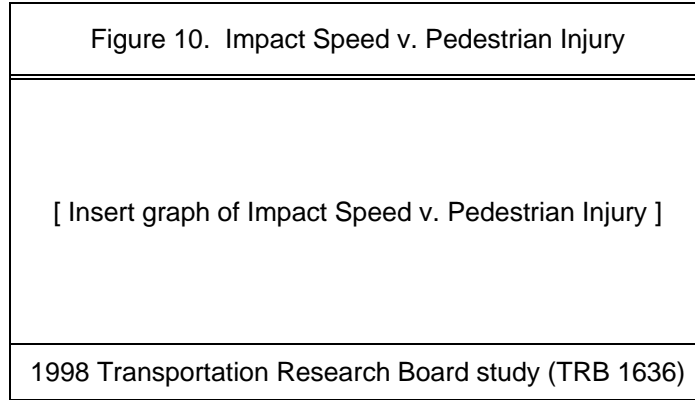 Figure 10.  Impact Speed v. Pedestrian Injury
[ Insert graph of Impact Speed v. Pedestrian Injury ]
1998 Transportation Research Board study (TRB 1636)